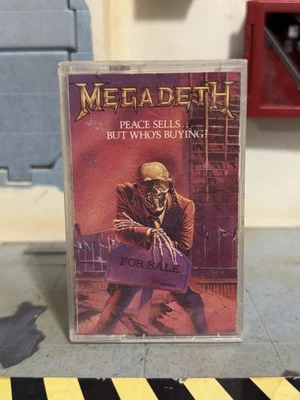 MEGADETH
PEACE SELLS...
BUT WHO'S BUYING?
FOR SALE